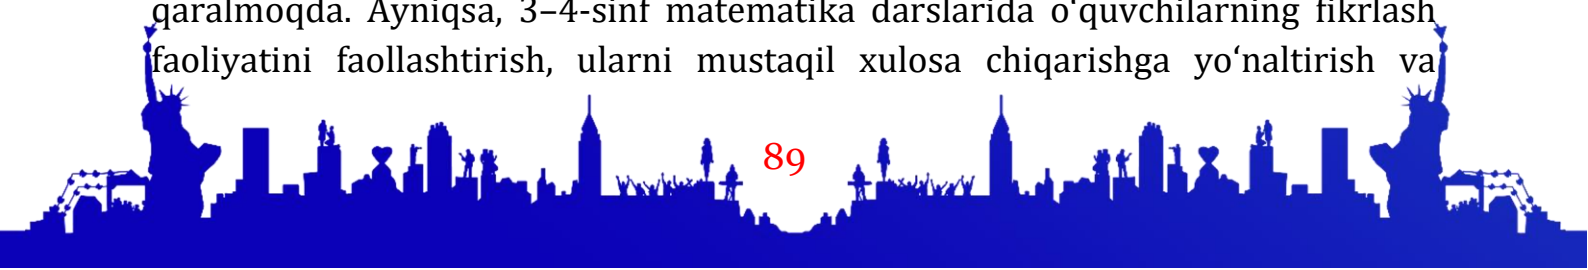 qaralmoqda. Ayniqsa, 3–4-sinf matematika darslarida o‘quvchilarning fikrlash
faoliyatini faollashtirish, ularni mustaqil xulosa chiqarishga yo‘naltirish va
89